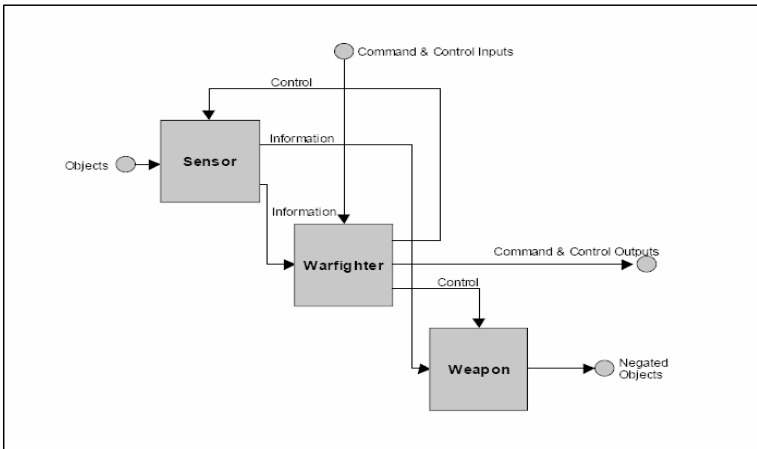 Command & Control Inputs
Control
Objects
Sensor
Information
Information
Warfighter
Command & Control Outputs
Control
Weapon
Negated
Objects